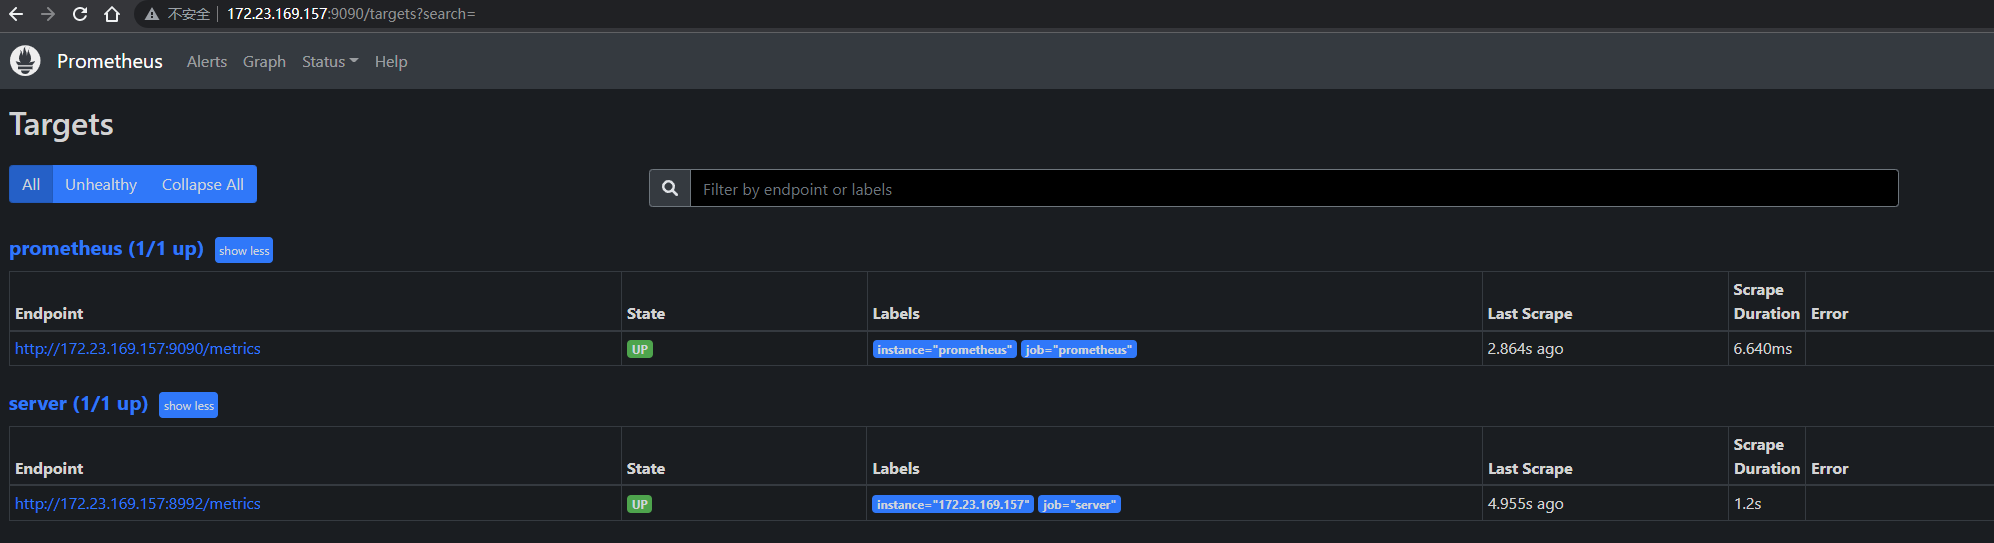 不安全 172.23.169.157:9090/targets?search=
Prometheus Alerts Graph Status Help
Targets
All Unhealthy Collapse All Filter by endpoint or labels
prometheus (1/1 up) show less
Endpoint State Labels Last Scrape Scrape Duration Error
http://172.23.169.157:9090/metrics UP instance="prometheus" job="prometheus" 2.864s ago 6.640ms
server (1/1 up) show less
Endpoint State Labels Last Scrape Scrape Duration Error
http://172.23.169.157:8992/metrics UP instance="172.23.169.157" job="server" 4.955s ago 1.2s